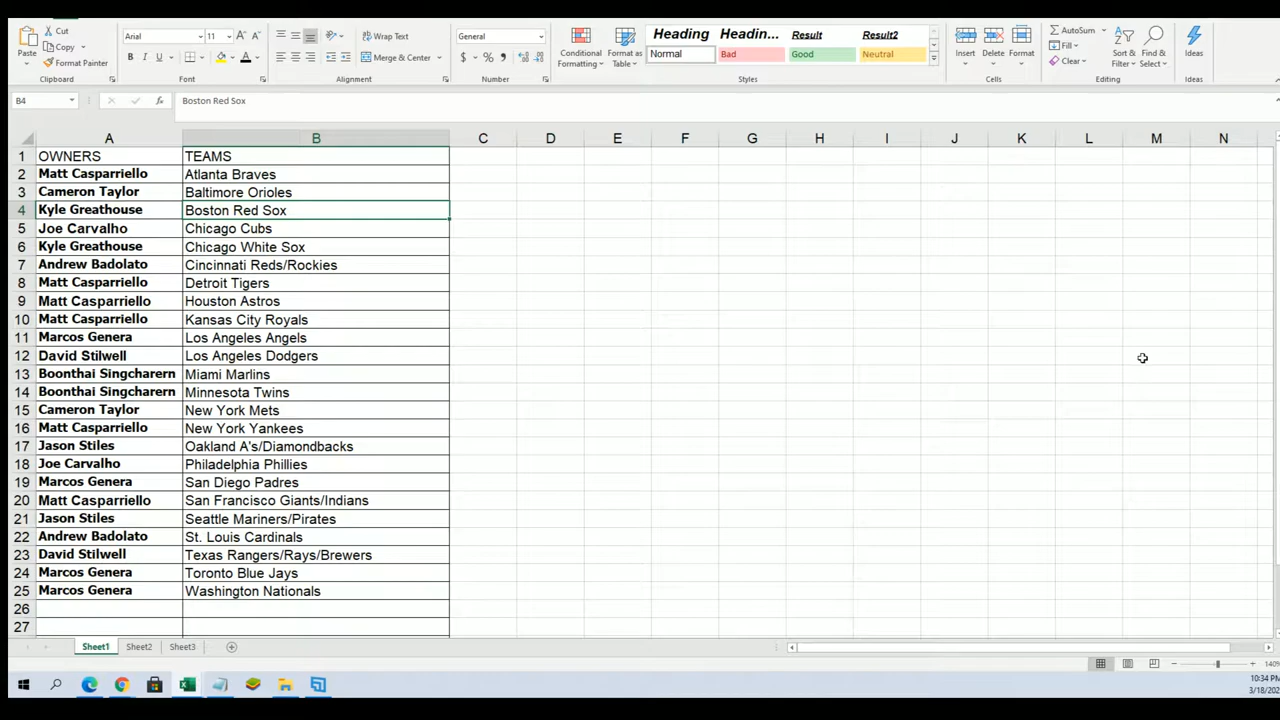 Cut
Copy
Paste
Format Painter
Clipboard
Arial
11
B I U
Font
Wrap Text
Merge & Center
Alignment
General
$ %
Number
Conditional Formatting
Format as Table
Heading
Headin...
Result
Result2
Normal
Bad
Good
Neutral
Styles
Insert
Delete
Format
Cells
AutoSum
Fill
Clear
Sort & Filter
Find & Select
Editing
Ideas
Ideas
B4
fx
Boston Red Sox
A B C D E F G H I J K L M N
1 OWNERS TEAMS
2 Matt Casparriello Atlanta Braves
3 Cameron Taylor Baltimore Orioles
4 Kyle Greathouse Boston Red Sox
5 Joe Carvalho Chicago Cubs
6 Kyle Greathouse Chicago White Sox
7 Andrew Badolato Cincinnati Reds/Rockies
8 Matt Casparriello Detroit Tigers
9 Matt Casparriello Houston Astros
10 Matt Casparriello Kansas City Royals
11 Marcos Genera Los Angeles Angels
12 David Stilwell Los Angeles Dodgers
13 Boonthai Singcharern Miami Marlins
14 Boonthai Singcharern Minnesota Twins
15 Cameron Taylor New York Mets
16 Matt Casparriello New York Yankees
17 Jason Stiles Oakland A's/Diamondbacks
18 Joe Carvalho Philadelphia Phillies
19 Marcos Genera San Diego Padres
20 Matt Casparriello San Francisco Giants/Indians
21 Jason Stiles Seattle Mariners/Pirates
22 Andrew Badolato St. Louis Cardinals
23 David Stilwell Texas Rangers/Rays/Brewers
24 Marcos Genera Toronto Blue Jays
25 Marcos Genera Washington Nationals
26
27
Sheet1 Sheet2 Sheet3
140%
10:34 PM
3/18/202